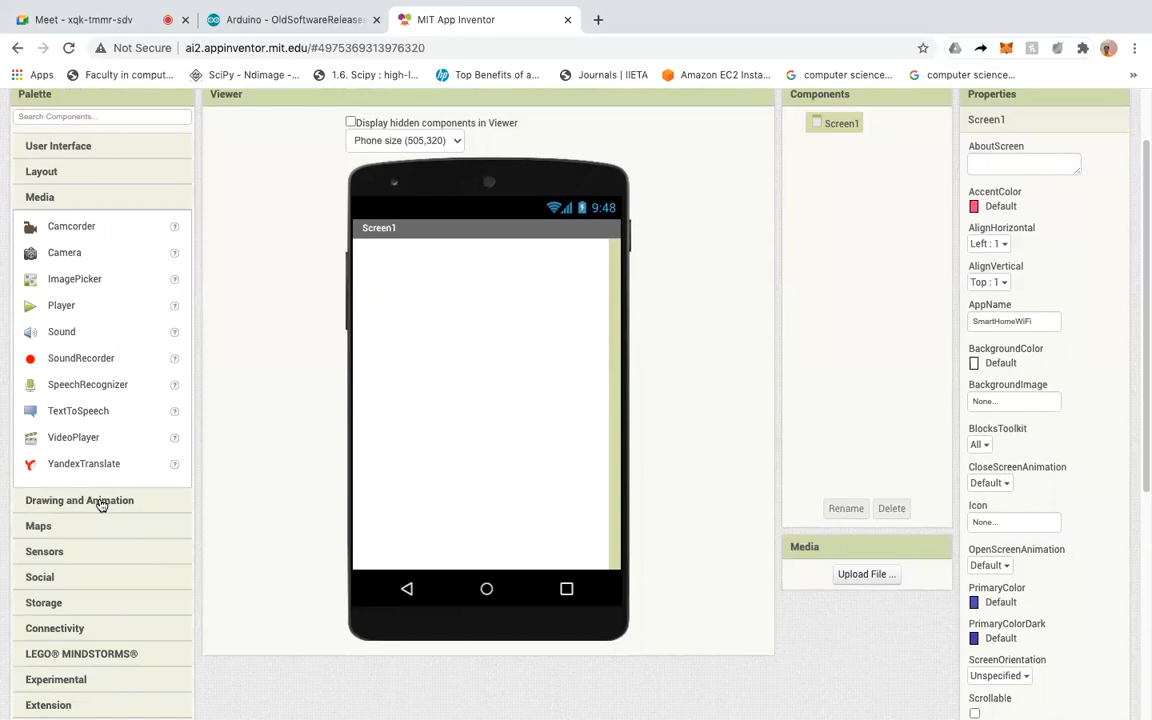 Meet - xqk-tmmr-sdv
Arduino - OldSoftwareReleases
MIT App Inventor
Not Secure
ai2.appinventor.mit.edu/#4975369313976320
Apps
Faculty in comput...
SciPy - Ndimage -...
1.6. Scipy : high-l...
Top Benefits of a...
Journals | IIETA
Amazon EC2 Insta...
computer science...
computer science...
»
Palette
Viewer
Components
Properties
Search Components...
User Interface
Layout
Media
Camcorder ?
Camera ?
ImagePicker ?
Player ?
Sound ?
SoundRecorder ?
SpeechRecognizer ?
TextToSpeech ?
VideoPlayer ?
YandexTranslate ?
Drawing and Animation
Maps
Sensors
Social
Storage
Connectivity
LEGO® MINDSTORMS®
Experimental
Extension
Display hidden components in Viewer
Phone size (505,320)
9:48
Screen1
Screen1
Rename
Delete
Media
Upload File ...
Screen1
AboutScreen
AccentColor
Default
AlignHorizontal
Left : 1
AlignVertical
Top : 1
AppName
SmartHomeWiFi
BackgroundColor
Default
BackgroundImage
None...
BlocksToolkit
All
CloseScreenAnimation
Default
Icon
None...
OpenScreenAnimation
Default
PrimaryColor
Default
PrimaryColorDark
Default
ScreenOrientation
Unspecified
Scrollable